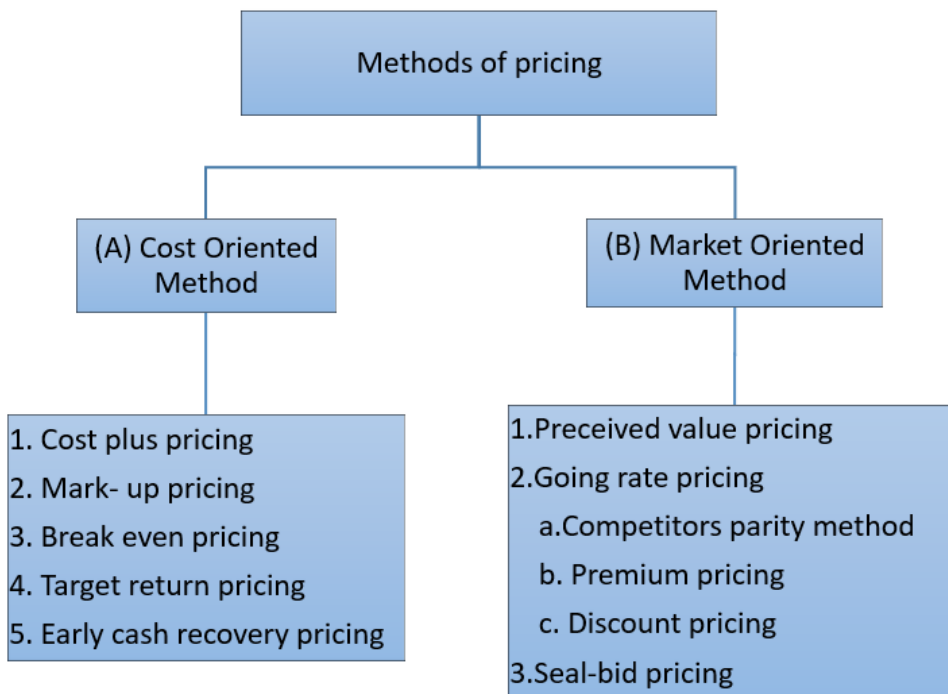 Methods of pricing
(A) Cost Oriented
Method
(B) Market Oriented
Method
1. Cost plus pricing
2. Mark- up pricing
3. Break even pricing
4. Target return pricing
5. Early cash recovery pricing
1.Preceived value pricing
2.Going rate pricing
a.Competitors parity method
b. Premium pricing
c. Discount pricing
3.Seal-bid pricing